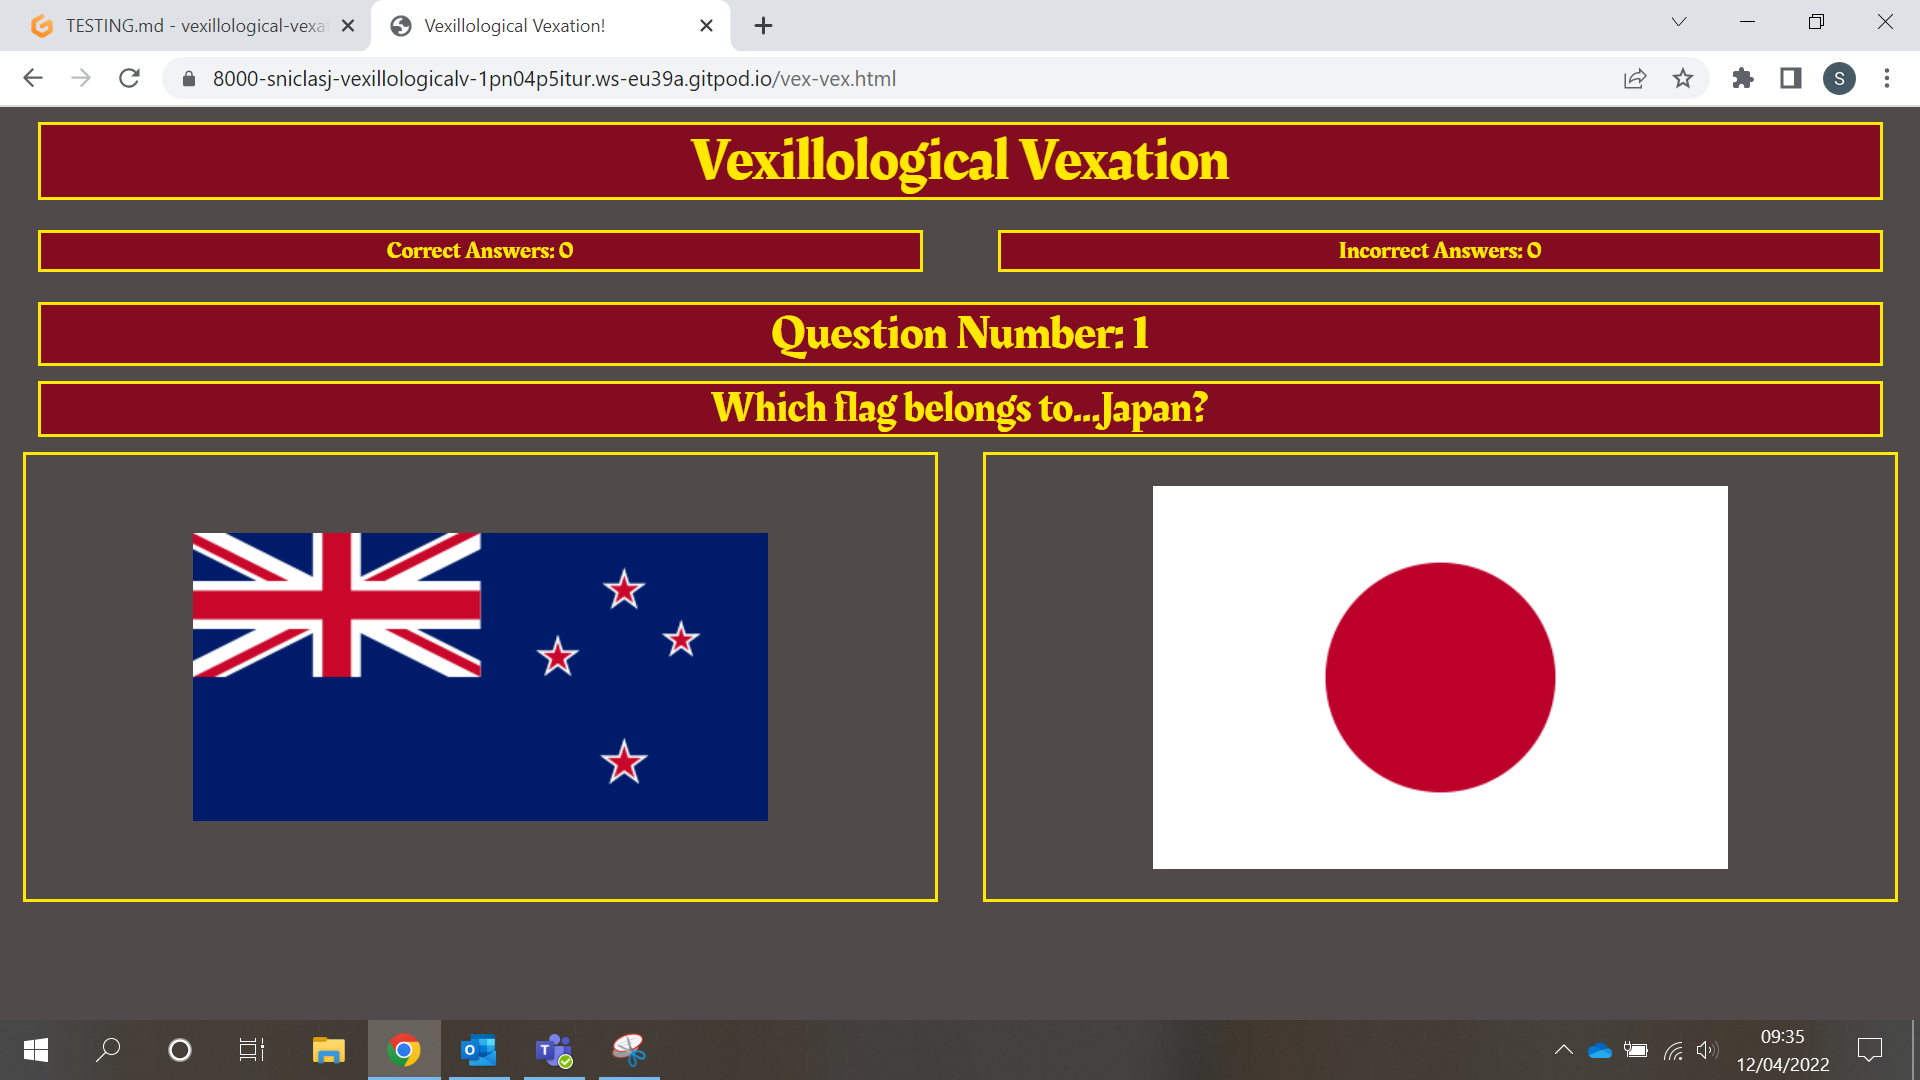 TESTING.md - vexillological-vexa
Vexillological Vexation!
8000-sniclasj-vexillologicalv-1pn04p5itur.ws-eu39a.gitpod.io/vex-vex.html
S
Vexillological Vexation
Correct Answers: 0
Incorrect Answers: 0
Question Number: 1
Which flag belongs to...Japan?
09:35
12/04/2022